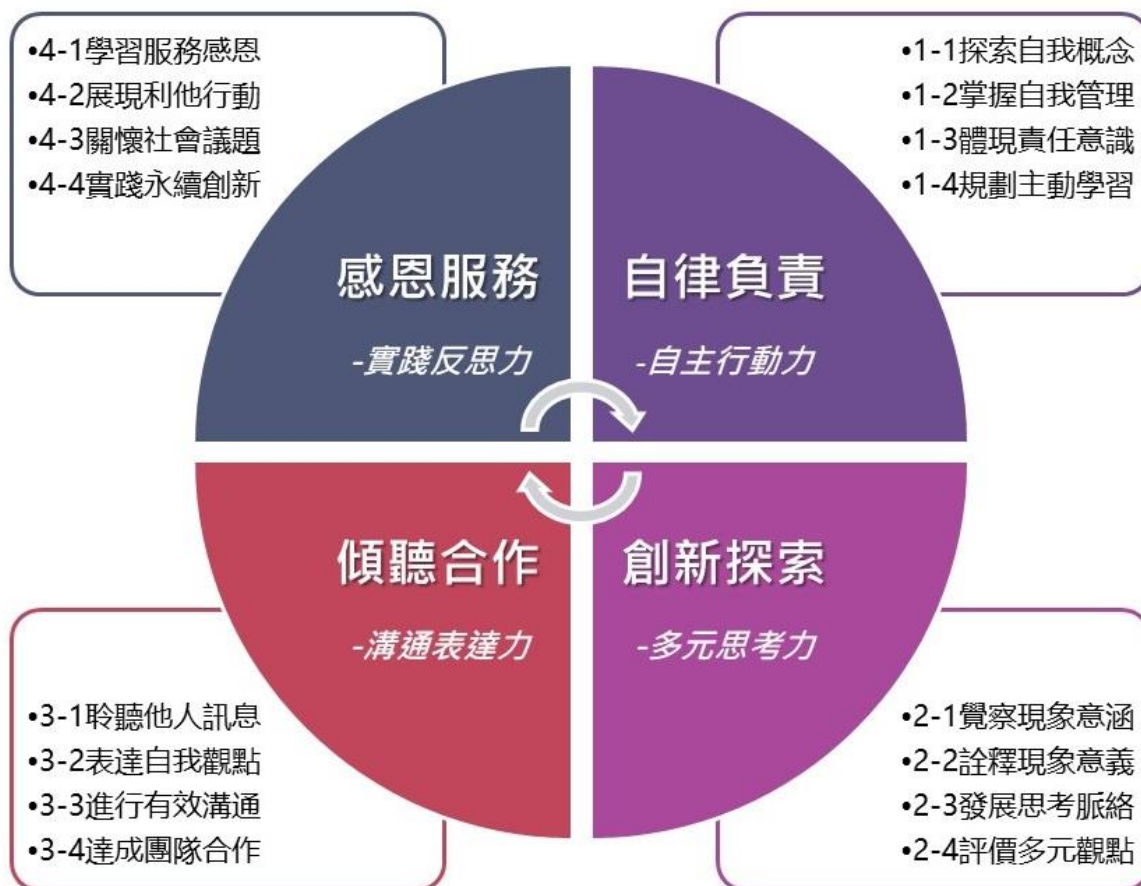 •4-1學習服務感恩
•4-2展現利他行動
•4-3關懷社會議題
•4-4實踐永續創新
•1-1探索自我概念
•1-2掌握自我管理
•1-3體現責任意識
•1-4規劃主動學習
感恩服務
-實踐反思力
自律負責
-自主行動力
傾聽合作
-溝通表達力
創新探索
-多元思考力
•3-1聆聽他人訊息
•3-2表達自我觀點
•3-3進行有效溝通
•3-4達成團隊合作
•2-1覺察現象意涵
•2-2詮釋現象意義
•2-3發展思考脈絡
•2-4評價多元觀點